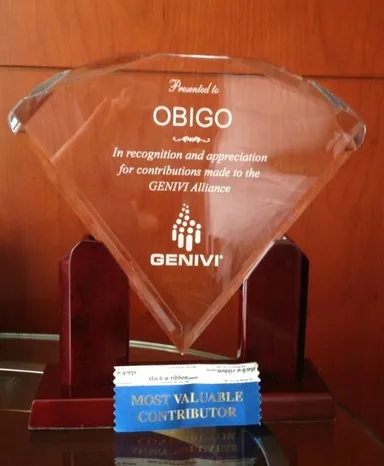 Presented to
OBIGO
In recognition and appreciation
for contributions made to the
GENIVI Alliance
GENIVI®
MOST VALUABLE
CONTRIBUTOR